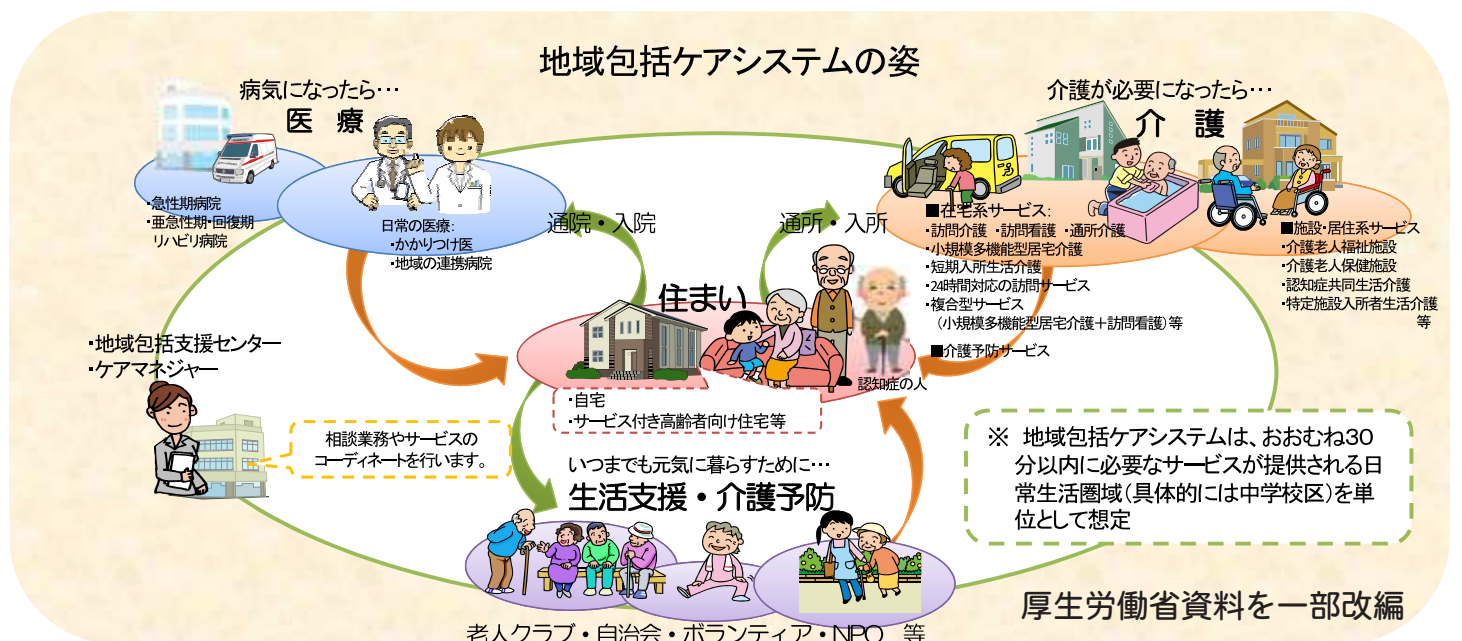 地域包括ケアシステムの姿
病気になったら…
医 療
・急性期病院
・亜急性期・回復期
リハビリ病院
日常の医療:
・かかりつけ医
・地域の連携病院
通院・入院
介護が必要になったら…
介 護
通所・入所
■在宅系サービス:
・訪問介護 ・訪問看護 ・通所介護
・小規模多機能型居宅介護
・短期入所生活介護
・24時間対応の訪問サービス
・複合型サービス
(小規模多機能型居宅介護+訪問看護)等
■介護予防サービス
■施設・居住系サービス
・介護老人福祉施設
・介護老人保健施設
・認知症共同生活介護
・特定施設入所者生活介護
等
住まい
認知症の人
・自宅
・サービス付き高齢者向け住宅等
・地域包括支援センター
・ケアマネジャー
相談業務やサービスの
コーディネートを行います。
いつまでも元気に暮らすために…
生活支援・介護予防
老人クラブ・自治会・ボランティア・NPO 等
※ 地域包括ケアシステムは、おおむね30
分以内に必要なサービスが提供される日
常生活圏域(具体的には中学校区)を単
位として想定
厚生労働省資料を一部改編